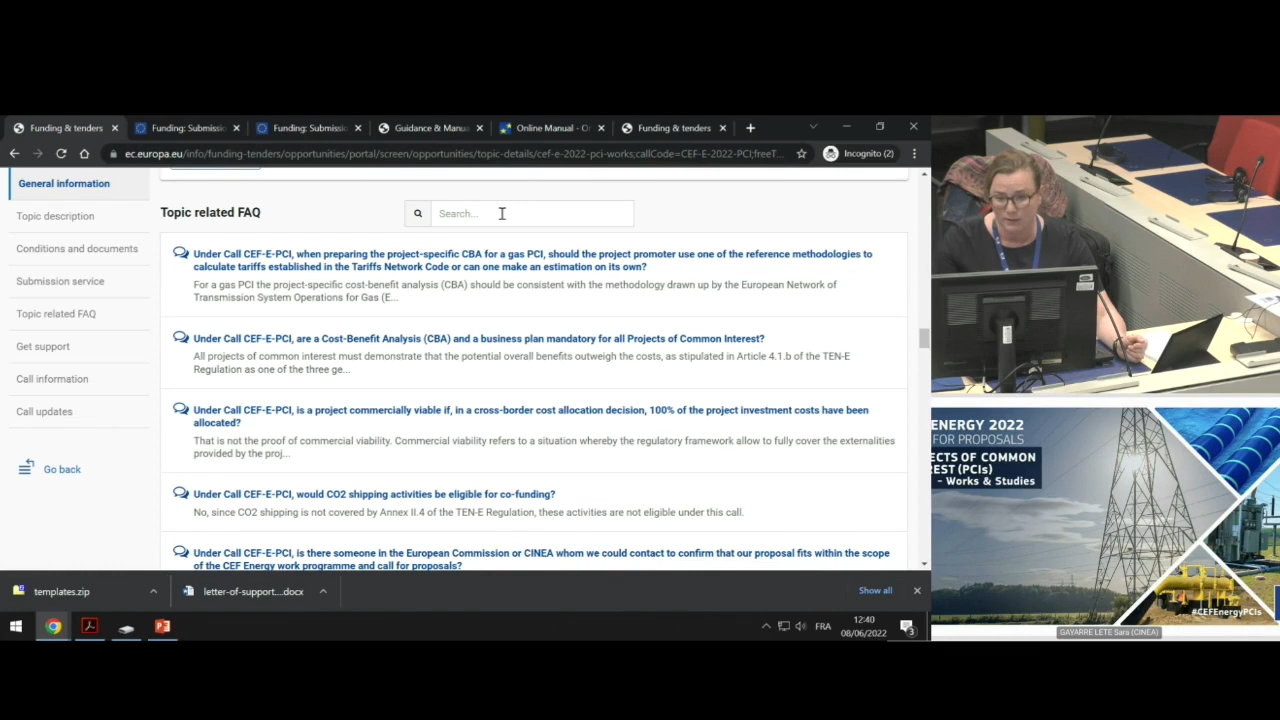 Funding & tenders
Funding: Submissio
Funding: Submissio
Guidance & Manua
Online Manual - O
Funding & tenders
ec.europa.eu/info/funding-tenders/opportunities/portal/screen/opportunities/topic-details/cef-e-2022-pci-works;callCode=CEF-E-2022-PCI;freeT...
Incognito (2)
General information
Topic description
Conditions and documents
Submission service
Topic related FAQ
Get support
Call information
Call updates
Go back
Topic related FAQ
Search...
Under Call CEF-E-PCI, when preparing the project-specific CBA for a gas PCI, should the project promoter use one of the reference methodologies to
calculate tariffs established in the Tariffs Network Code or can one make an estimation on its own?
For a gas PCI the project-specific cost-benefit analysis (CBA) should be consistent with the methodology drawn up by the European Network of
Transmission System Operations for Gas (E...
Under Call CEF-E-PCI, are a Cost-Benefit Analysis (CBA) and a business plan mandatory for all Projects of Common Interest?
All projects of common interest must demonstrate that the potential overall benefits outweigh the costs, as stipulated in Article 4.1.b of the TEN-E
Regulation as one of the three ge...
Under Call CEF-E-PCI, is a project commercially viable if, in a cross-border cost allocation decision, 100% of the project investment costs have been
allocated?
That is not the proof of commercial viability. Commercial viability refers to a situation whereby the regulatory framework allow to fully cover the externalities
provided by the proj...
Under Call CEF-E-PCI, would CO2 shipping activities be eligible for co-funding?
No, since CO2 shipping is not covered by Annex II.4 of the TEN-E Regulation, these activities are not eligible under this call.
Under Call CEF-E-PCI, is there someone in the European Commission or CINEA whom we could contact to confirm that our proposal fits within the scope
of the CEF Energy work programme and call for proposals?
templates.zip
letter-of-support....docx
Show all
FRA
12:40
08/06/2022
3
ENERGY 2022
FOR PROPOSALS
ECTS OF COMMON
REST (PCIs)
- Works & Studies
#CEFEnergyPCIs
GAYARRE LETE Sara (CINEA)